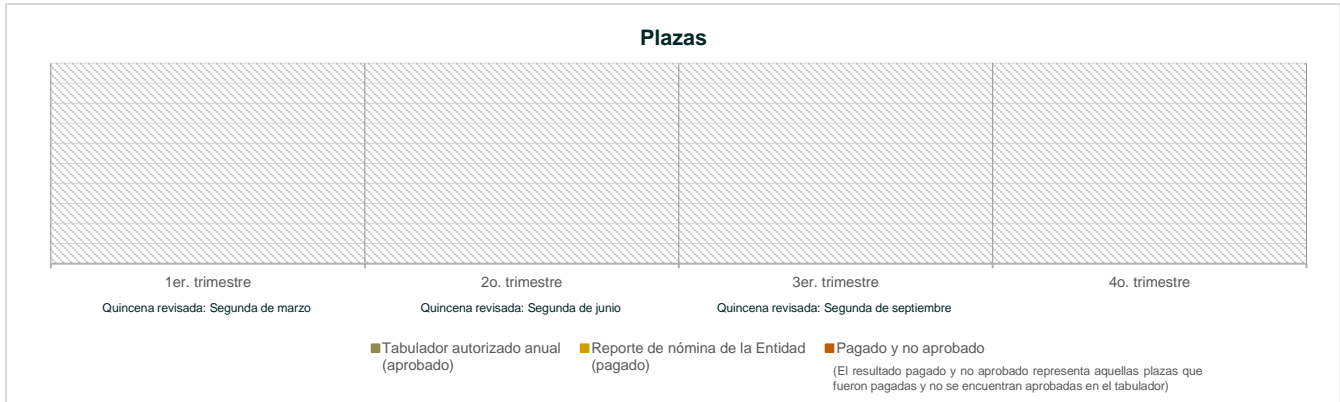 Plazas
1er. trimestre
2o. trimestre
3er. trimestre
4o. trimestre
Quincena revisada: Segunda de marzo
Quincena revisada: Segunda de junio
Quincena revisada: Segunda de septiembre
Tabulador autorizado anual
(aprobado)
Reporte de nómina de la Entidad
(pagado)
Pagado y no aprobado
(El resultado pagado y no aprobado representa aquellas plazas que
fueron pagadas y no se encuentran aprobadas en el tabulador)